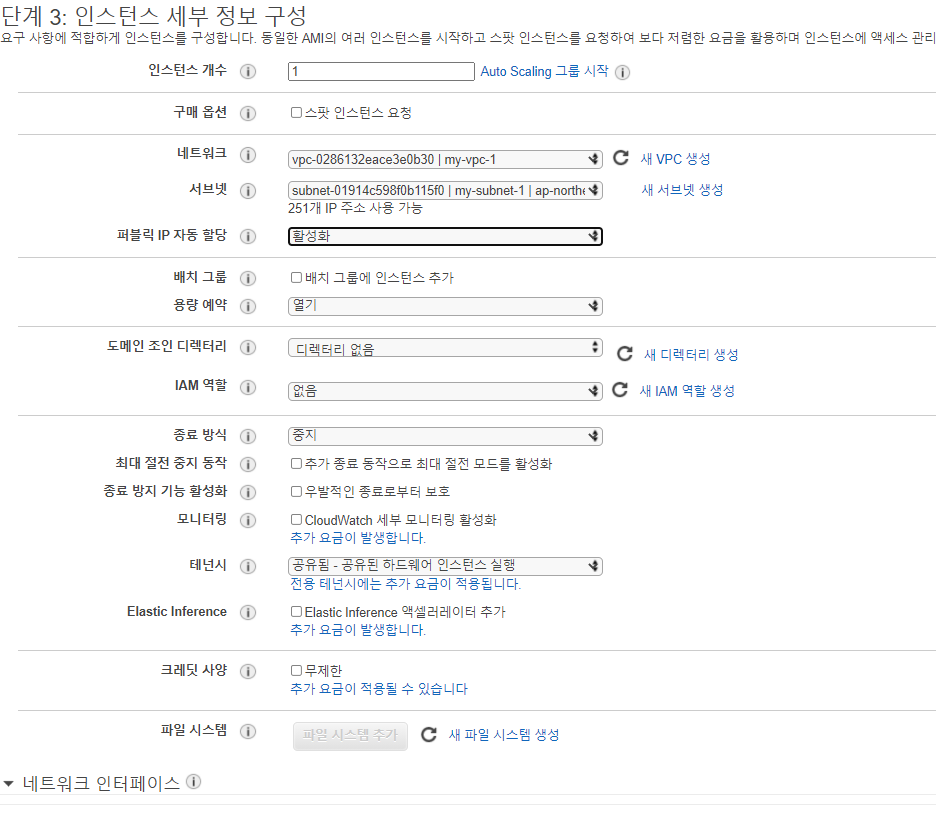 단계 3: 인스턴스 세부 정보 구성
요구 사항에 적합하게 인스턴스를 구성합니다. 동일한 AMI의 여러 인스턴스를 시작하고 스팟 인스턴스를 요청하여 보다 저렴한 요금을 활용하며 인스턴스에 액세스 관리
인스턴스 개수 1 Auto Scaling 그룹 시작
구매 옵션 스팟 인스턴스 요청
네트워크 vpc-0286132eace3e0b30 | my-vpc-1 새 VPC 생성
서브넷 subnet-01914c598f0b115f0 | my-subnet-1 | ap-northe 새 서브넷 생성
251개 IP 주소 사용 가능
퍼블릭 IP 자동 할당 활성화
배치 그룹 배치 그룹에 인스턴스 추가
용량 예약 열기
도메인 조인 디렉터리 디렉터리 없음 새 디렉터리 생성
IAM 역할 없음 새 IAM 역할 생성
종료 방식 중지
최대 절전 중지 동작 추가 종료 동작으로 최대 절전 모드를 활성화
종료 방지 기능 활성화 우발적인 종료로부터 보호
모니터링 CloudWatch 세부 모니터링 활성화
추가 요금이 발생합니다.
테넌시 공유됨 - 공유된 하드웨어 인스턴스 실행
전용 테넌시에는 추가 요금이 적용됩니다.
Elastic Inference Elastic Inference 액셀러레이터 추가
추가 요금이 발생합니다.
크레딧 사양 무제한
추가 요금이 적용될 수 있습니다
파일 시스템 파일 시스템 추가 새 파일 시스템 생성
네트워크 인터페이스